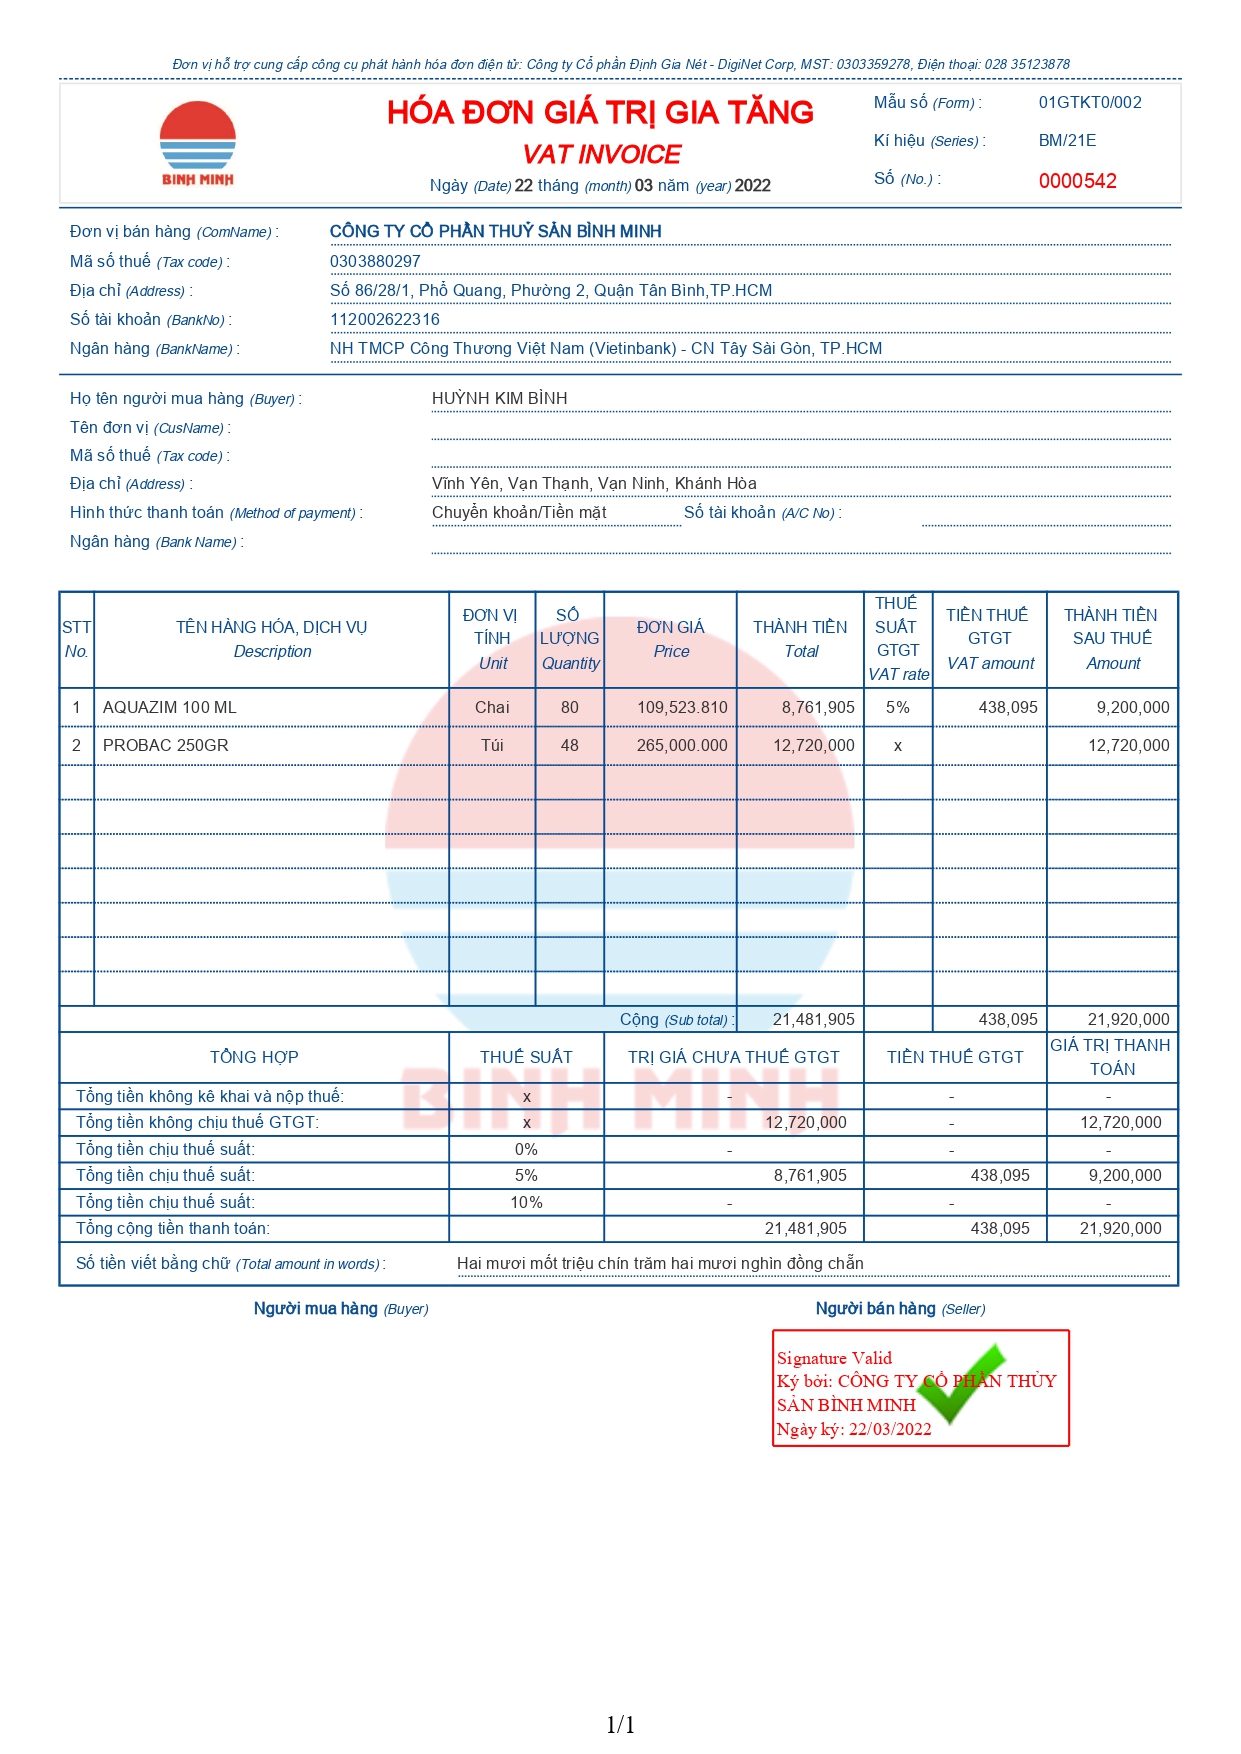 Đơn vị hỗ trợ cung cấp công cụ phát hành hóa đơn điện tử: Công ty Cổ phần Định Gia Nét - DigiNet Corp, MST: 0303359278, Điện thoại: 028 35123878
BINH MINH
HÓA ĐƠN GIÁ TRỊ GIA TĂNG
VAT INVOICE
Ngày (Date) 22 tháng (month) 03 năm (year) 2022
Mẫu số (Form) : 01GTKT0/002
Kí hiệu (Series) : BM/21E
Số (No.) : 0000542
Đơn vị bán hàng (ComName) : CÔNG TY CỔ PHẦN THUỶ SẢN BÌNH MINH
Mã số thuế (Tax code) : 0303880297
Địa chỉ (Address) : Số 86/28/1, Phổ Quang, Phường 2, Quận Tân Bình,TP.HCM
Số tài khoản (BankNo) : 112002622316
Ngân hàng (BankName) : NH TMCP Công Thương Việt Nam (Vietinbank) - CN Tây Sài Gòn, TP.HCM
Họ tên người mua hàng (Buyer) : HUỲNH KIM BÌNH
Tên đơn vị (CusName) :
Mã số thuế (Tax code) :
Địa chỉ (Address) : Vĩnh Yên, Vạn Thạnh, Vạn Ninh, Khánh Hòa
Hình thức thanh toán (Method of payment) : Chuyển khoản/Tiền mặt Số tài khoản (A/C No) :
Ngân hàng (Bank Name) :
STT No. TÊN HÀNG HÓA, DỊCH VỤ Description ĐƠN VỊ TÍNH Unit SỐ LƯỢNG Quantity ĐƠN GIÁ Price THÀNH TIỀN Total THUẾ SUẤT GTGT VAT rate TIỀN THUẾ GTGT VAT amount THÀNH TIỀN SAU THUẾ Amount
1 AQUAZIM 100 ML Chai 80 109,523.810 8,761,905 5% 438,095 9,200,000
2 PROBAC 250GR Túi 48 265,000.000 12,720,000 x 12,720,000
Cộng (Sub total) : 21,481,905 438,095 21,920,000
TỔNG HỢP THUẾ SUẤT TRỊ GIÁ CHƯA THUẾ GTGT TIỀN THUẾ GTGT GIÁ TRỊ THANH TOÁN
BINH MINH
Tổng tiền không kê khai và nộp thuế: x - - -
Tổng tiền không chịu thuế GTGT: x 12,720,000 - 12,720,000
Tổng tiền chịu thuế suất: 0% - - -
Tổng tiền chịu thuế suất: 5% 8,761,905 438,095 9,200,000
Tổng tiền chịu thuế suất: 10% - - -
Tổng cộng tiền thanh toán: 21,481,905 438,095 21,920,000
Số tiền viết bằng chữ (Total amount in words) : Hai mươi mốt triệu chín trăm hai mươi nghìn đồng chẵn
Người mua hàng (Buyer) Người bán hàng (Seller)
Signature Valid
Ký bởi: CÔNG TY CỔ PHẦN THỦY
SẢN BÌNH MINH
Ngày ký: 22/03/2022
1/1